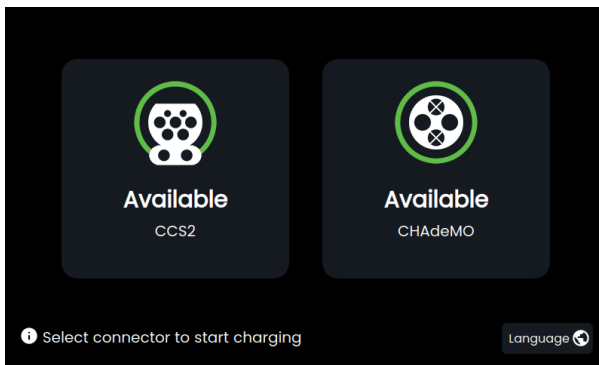 Available
CCS2
Available
CHAdeMO
Select connector to start charging
Language